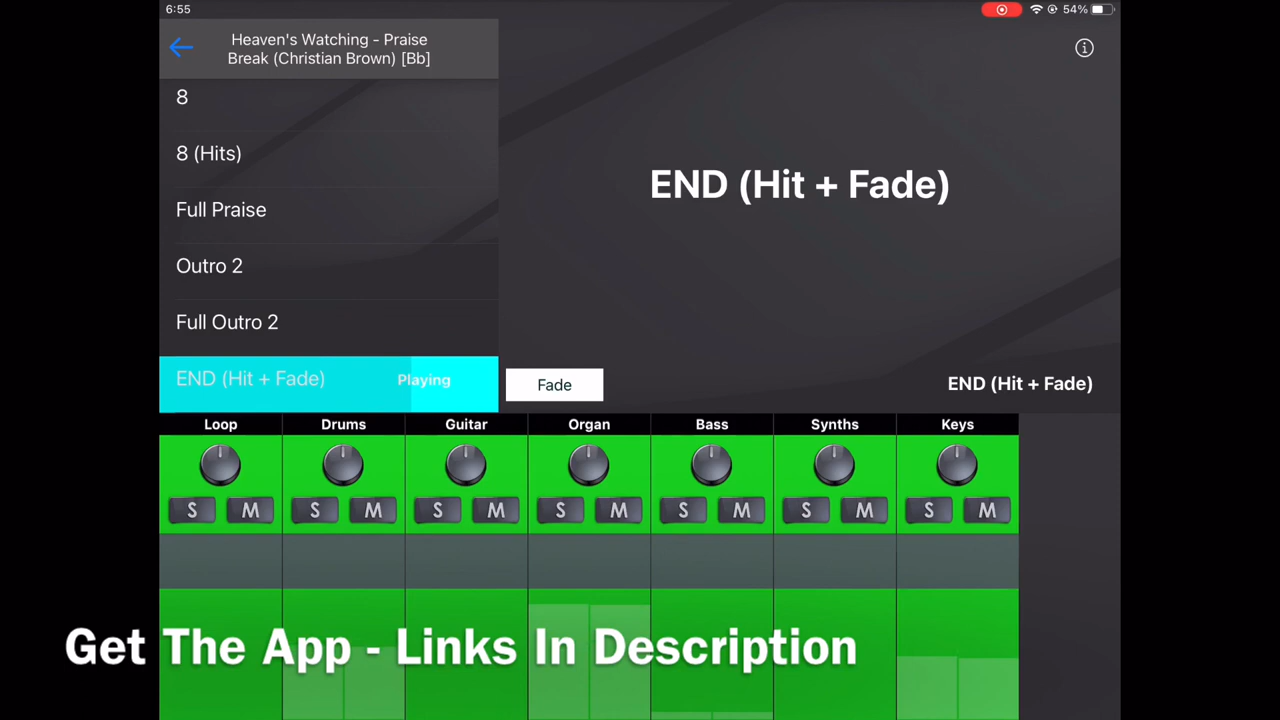 6:55
54%
Heaven's Watching - Praise
Break (Christian Brown) [Bb]
8
8 (Hits)
Full Praise
Outro 2
Full Outro 2
END (Hit + Fade) Playing
END (Hit + Fade)
Fade
END (Hit + Fade)
Loop Drums Guitar Organ Bass Synths Keys
S M S M S M S M S M S M S M
Get The App - Links In Description